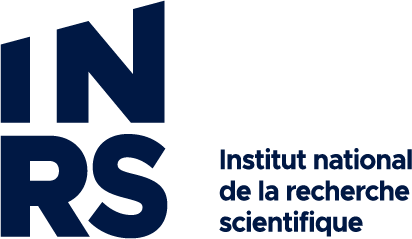 IN
RS
Institut national
de la recherche
scientifique